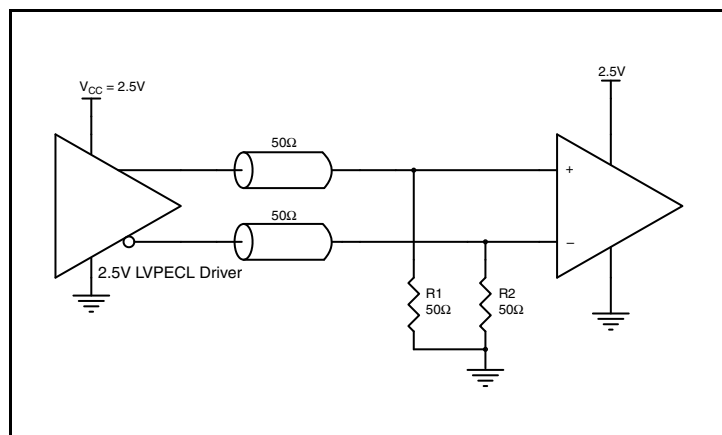 V_CC = 2.5V
2.5V
50Ω
50Ω
+
−
2.5V LVPECL Driver
R1
50Ω
R2
50Ω